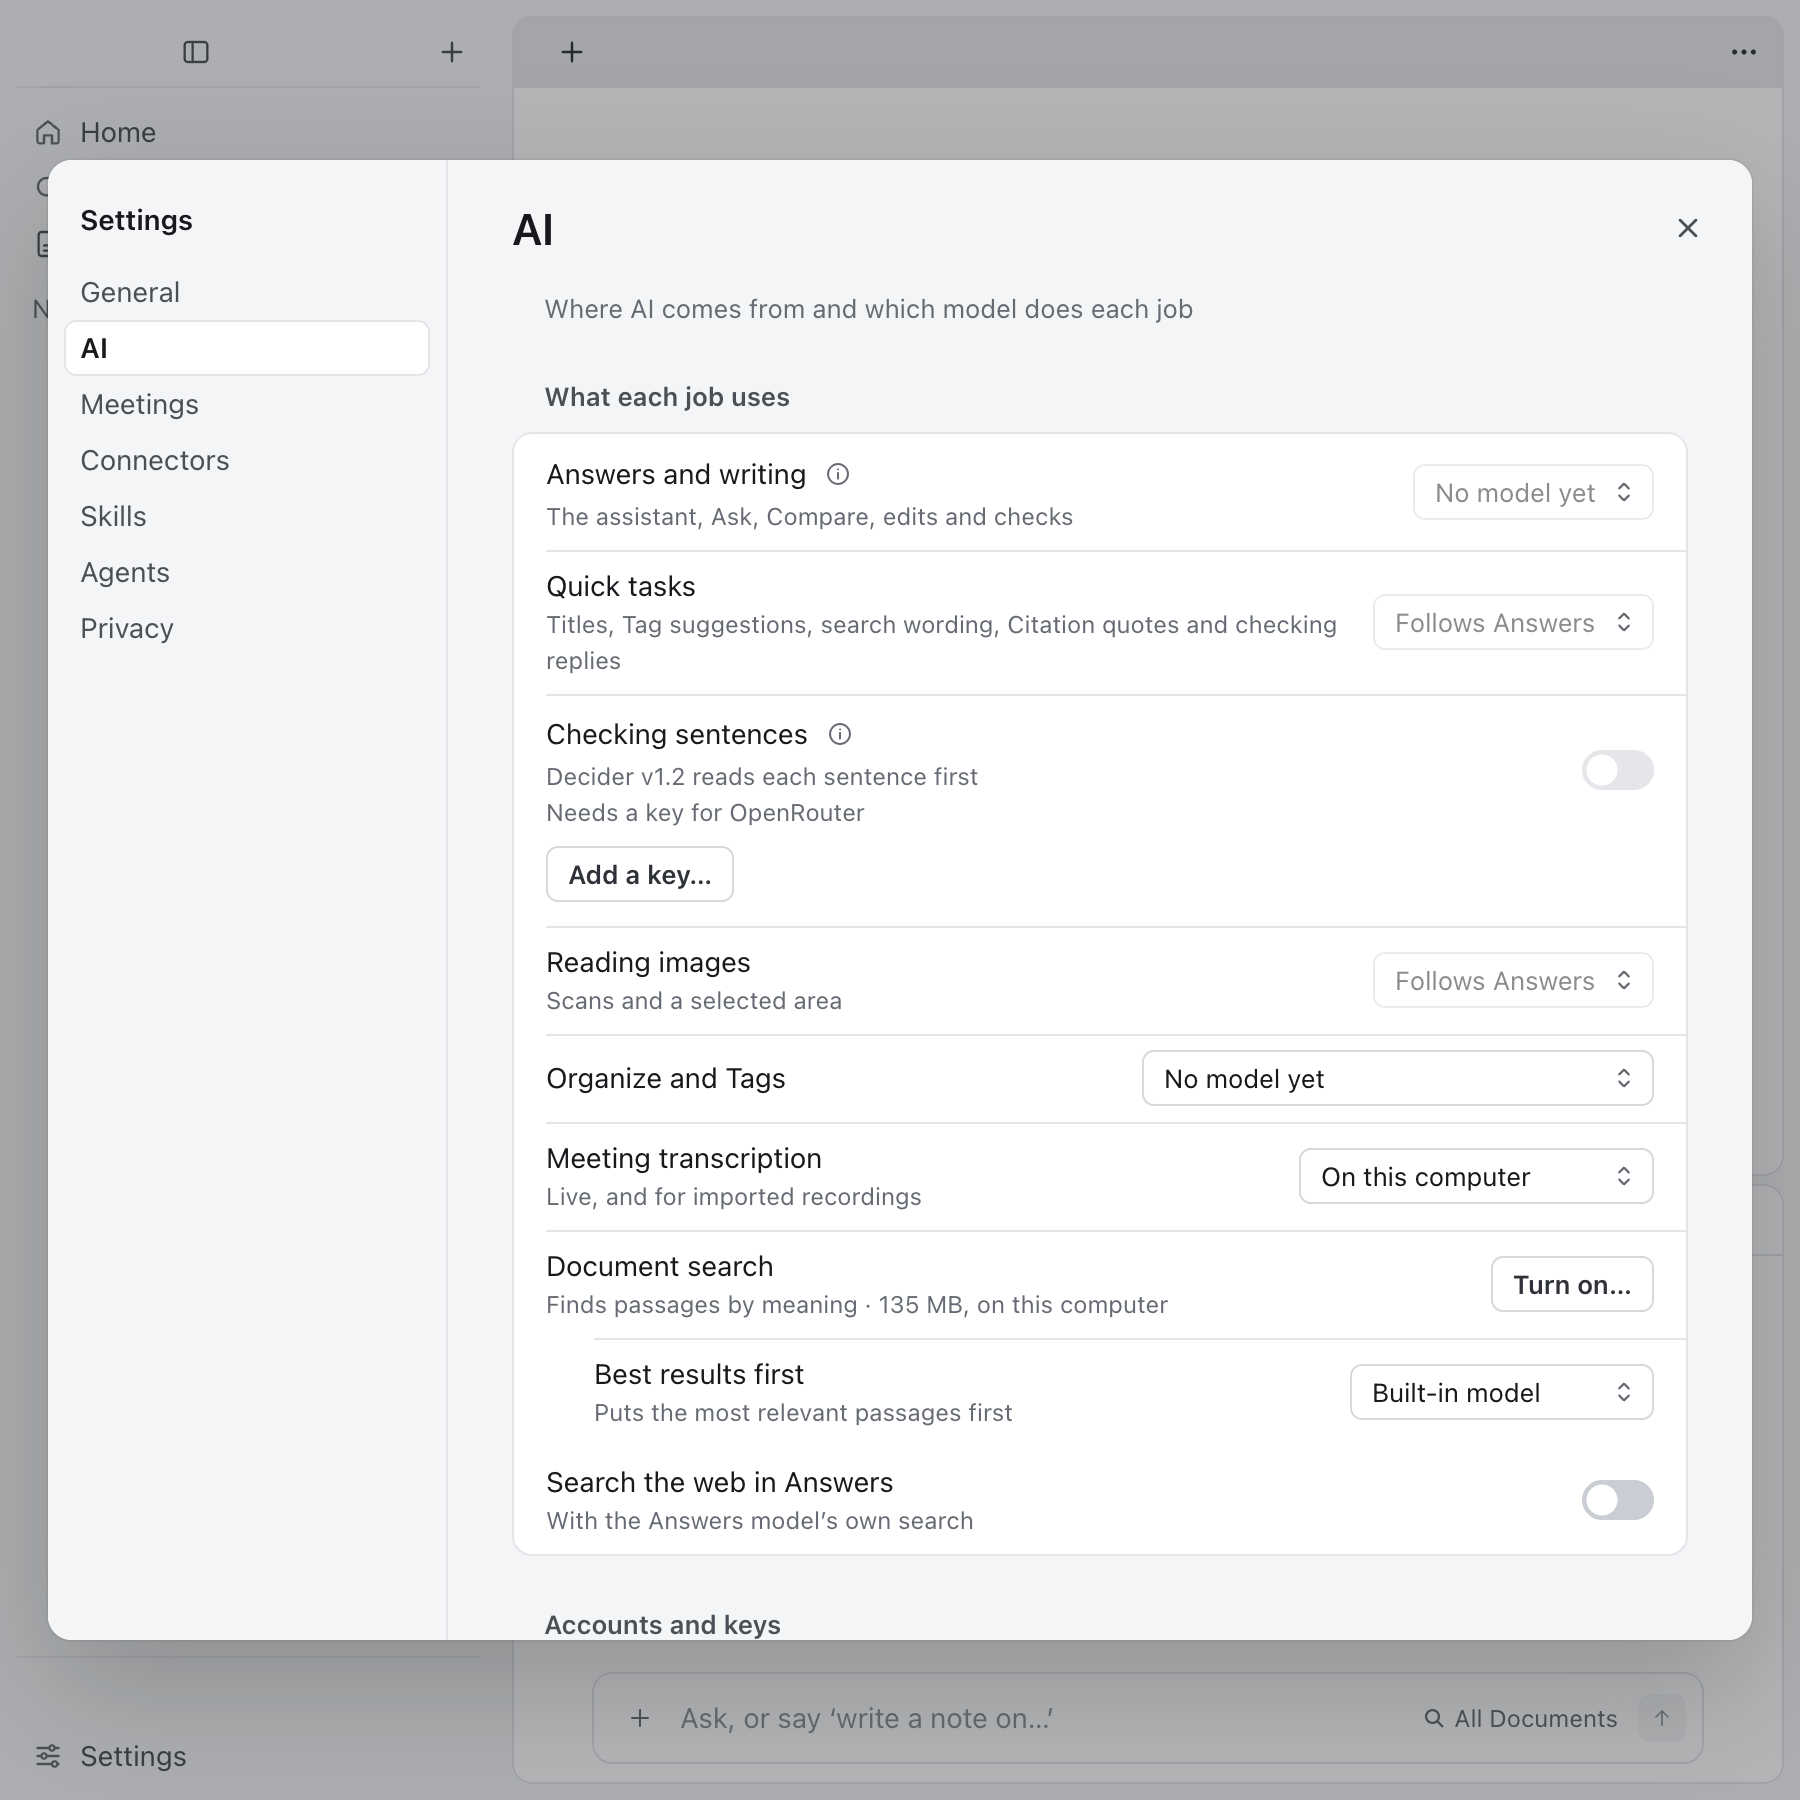 Home
N
Settings
General
AI
Meetings
Connectors
Skills
Agents
Privacy
AI
Where AI comes from and which model does each job
What each job uses
Answers and writing
The assistant, Ask, Compare, edits and checks
No model yet
Quick tasks
Titles, Tag suggestions, search wording, Citation quotes and checking
replies
Follows Answers
Checking sentences
Decider v1.2 reads each sentence first
Needs a key for OpenRouter
Add a key...
Reading images
Scans and a selected area
Follows Answers
Organize and Tags
No model yet
Meeting transcription
Live, and for imported recordings
On this computer
Document search
Finds passages by meaning · 135 MB, on this computer
Turn on...
Best results first
Puts the most relevant passages first
Built-in model
Search the web in Answers
With the Answers model’s own search
Accounts and keys
Ask, or say ‘write a note on...’
All Documents
Settings